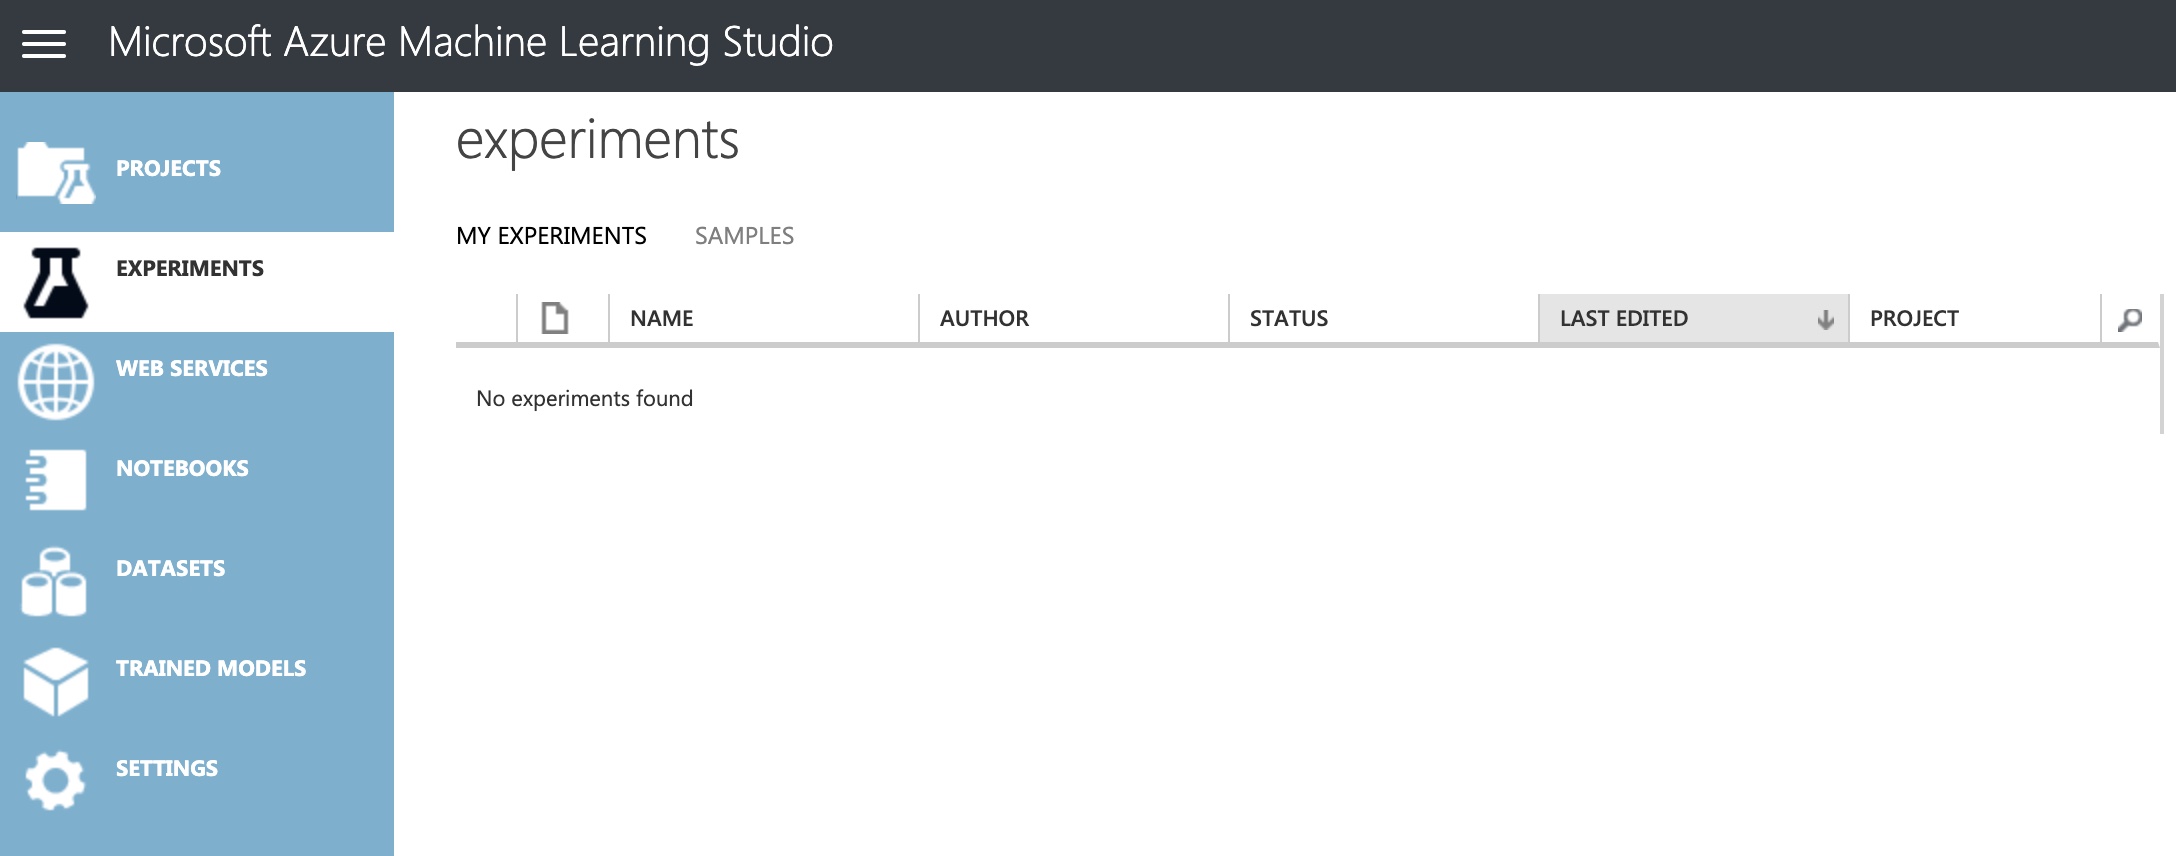 Microsoft Azure Machine Learning Studio
PROJECTS
EXPERIMENTS
WEB SERVICES
NOTEBOOKS
DATASETS
TRAINED MODELS
SETTINGS
experiments
MY EXPERIMENTS SAMPLES
NAME AUTHOR STATUS LAST EDITED PROJECT
No experiments found